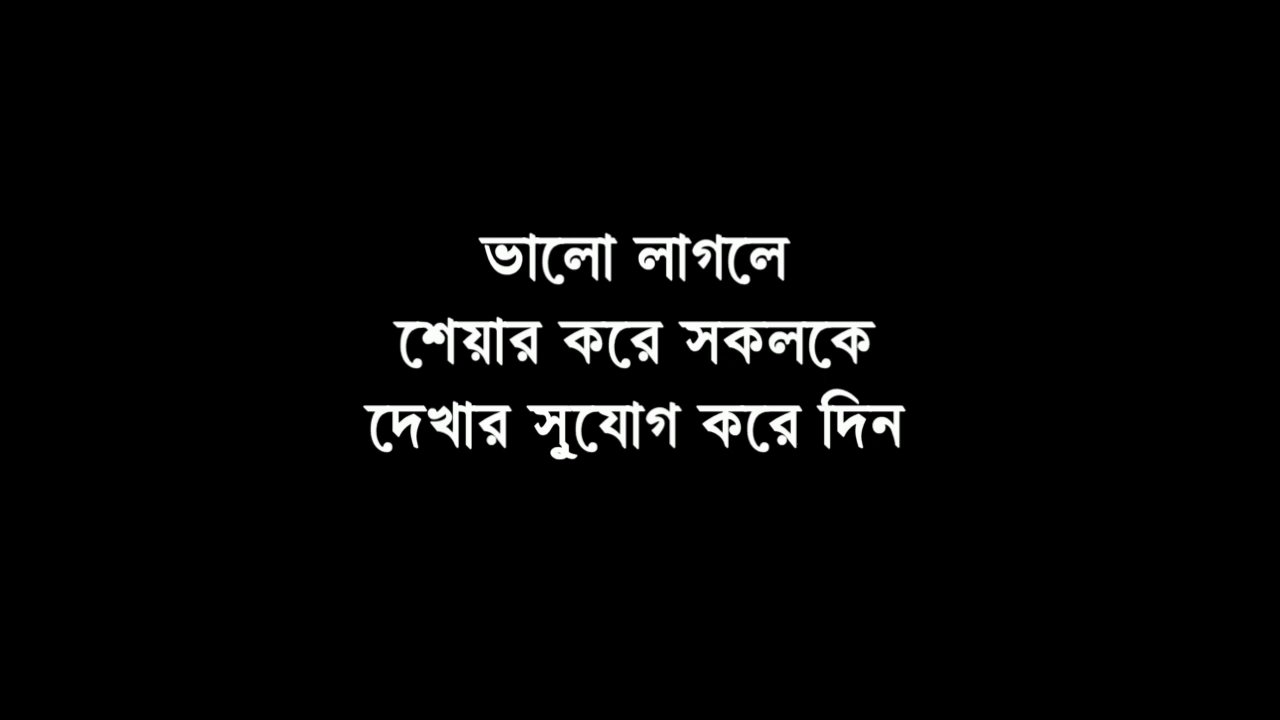 ভালো লাগলে
শেয়ার করে সকলকে
দেখার সুযোগ করে দিন